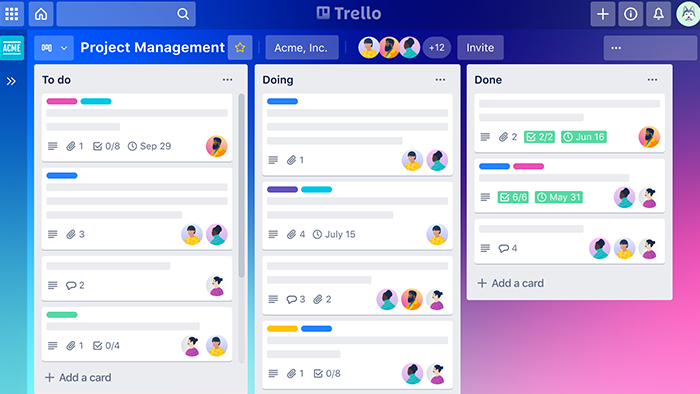 Trello
ACME
Project Management
Acme, Inc.
+12
Invite
...
To do
...
1
0/8
Sep 29
3
2
1
0/4
+ Add a card
Doing
...
1
4
July 15
3
2
1
0/8
Done
...
2
2/2
Jun 16
6/6
May 31
4
+ Add a card